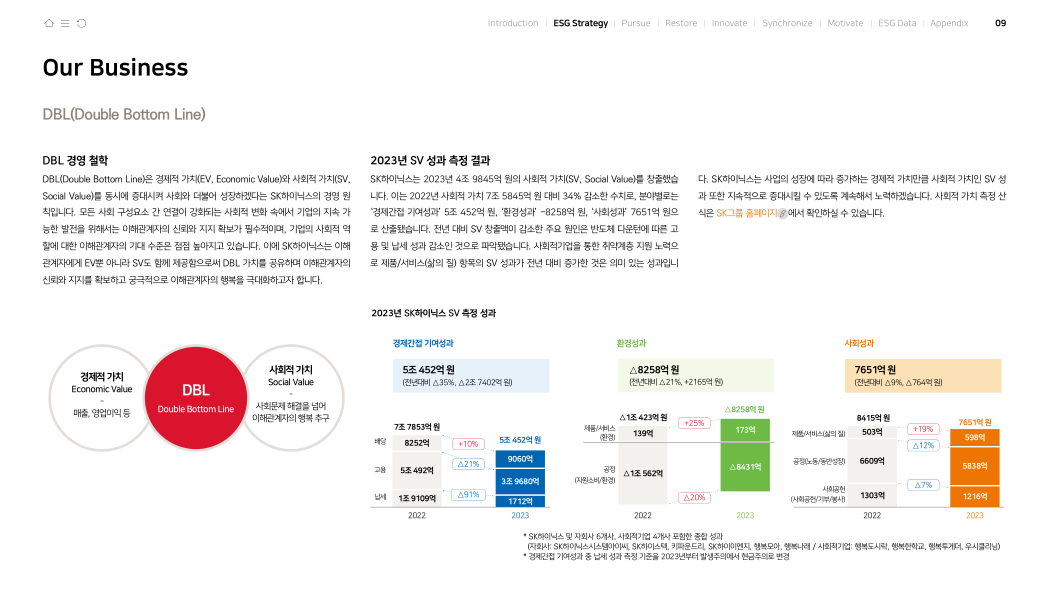 Introduction | ESG Strategy | Pursue | Restore | Innovate | Synchronize | Motivate | ESG Data | Appendix 09
Our Business
DBL(Double Bottom Line)
DBL 경영 철학
DBL(Double Bottom Line)은 경제적 가치(EV, Economic Value)와 사회적 가치(SV,
Social Value)를 동시에 증대시켜 사회와 더불어 성장하겠다는 SK하이닉스의 경영 원
칙입니다. 모든 사회 구성요소 간 연결이 강화되는 사회적 변화 속에서 기업의 지속 가
능한 발전을 위해서는 이해관계자의 신뢰와 지지 확보가 필수적이며, 기업의 사회적 역
할에 대한 이해관계자의 기대 수준은 점점 높아지고 있습니다. 이에 SK하이닉스는 이해
관계자에게 EV뿐 아니라 SV도 함께 제공함으로써 DBL 가치를 공유하며 이해관계자의
신뢰와 지지를 확보하고 궁극적으로 이해관계자의 행복을 극대화하고자 합니다.
경제적 가치
Economic Value
-
매출, 영업이익 등
DBL
Double Bottom Line
사회적 가치
Social Value
-
사회문제 해결을 넘어
이해관계자의 행복 추구
2023년 SV 성과 측정 결과
SK하이닉스는 2023년 4조 9845억 원의 사회적 가치(SV, Social Value)를 창출했습
니다. 이는 2022년 사회적 가치 7조 5845억 원 대비 34% 감소한 수치로, 분야별로는
‘경제간접 기여성과’ 5조 452억 원, ‘환경성과’ -8258억 원, ‘사회성과’ 7651억 원으
로 산출됐습니다. 전년 대비 SV 창출액이 감소한 주요 원인은 반도체 다운턴에 따른 고
용 및 납세 성과 감소인 것으로 파악됐습니다. 사회적기업을 통한 취약계층 지원 노력으
로 제품/서비스(삶의 질) 항목의 SV 성과가 전년 대비 증가한 것은 의미 있는 성과입니
다. SK하이닉스는 사업의 성장에 따라 증가하는 경제적 가치만큼 사회적 가치인 SV 성
과 또한 지속적으로 증대시킬 수 있도록 계속해서 노력하겠습니다. 사회적 가치 측정 산
식은 SK그룹 홈페이지에서 확인하실 수 있습니다.
2023년 SK하이닉스 SV 측정 성과
경제간접 기여성과
5조 452억 원
(전년대비 △35%, △2조 7402억 원)
7조 7853억 원
5조 452억 원
배당 8252억 +10% 9060억
고용 5조 492억 △21% 3조 9680억
납세 1조 9109억 △91% 1712억
2022 2023
환경성과
△8258억 원
(전년대비 △21%, +2165억 원)
△8258억 원
△1조 423억 원
제품/서비스
(환경)
139억 +25% 173억
공정
(자원소비/환경)
△1조 562억 △20% △8431억
2022 2023
사회성과
7651억 원
(전년대비 △9%, △764억 원)
8415억 원
7651억 원
제품/서비스(삶의 질) 503억 +19% 598억
공정(노동/동반성장) 6609억 △12% 5838억
사회공헌
(사회공헌/기부/봉사)
1303억 △7% 1216억
2022 2023
* SK하이닉스 및 자회사 6개사, 사회적기업 4개사 포함한 종합 성과
(자회사: SK하이닉스시스템아이씨, SK하이스텍, 키파운드리, SK하이이엔지, 행복모아, 행복나래 / 사회적기업: 행복도시락, 행복한학교, 행복투게더, 우시클리닝)
* 경제간접 기여성과 중 납세 성과 측정 기준을 2023년부터 발생주의에서 현금주의로 변경